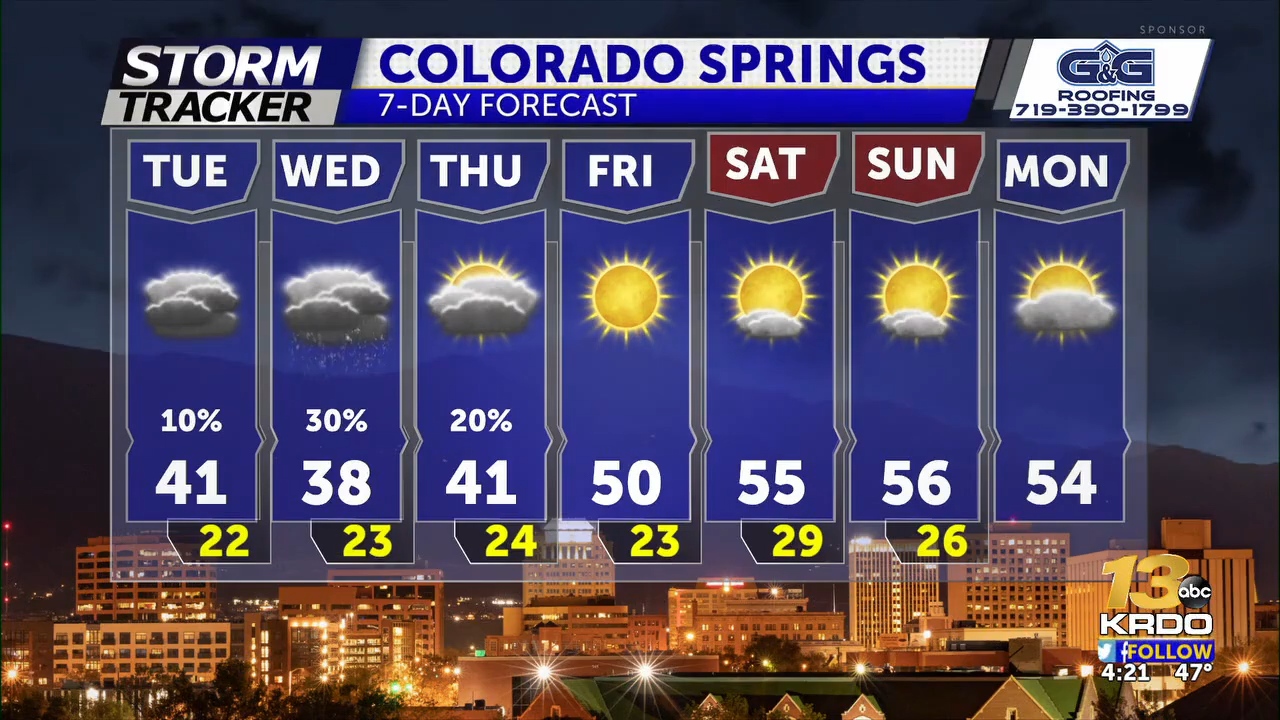 SPONSOR
STORM
TRACKER
COLORADO SPRINGS
7-DAY FORECAST
G&G
ROOFING
719-390-1799
TUE WED THU FRI SAT SUN MON
10% 30% 20%
41 38 41 50 55 56 54
22 23 24 23 29 26
13 abc
KRDO
f FOLLOW
4:21 47°